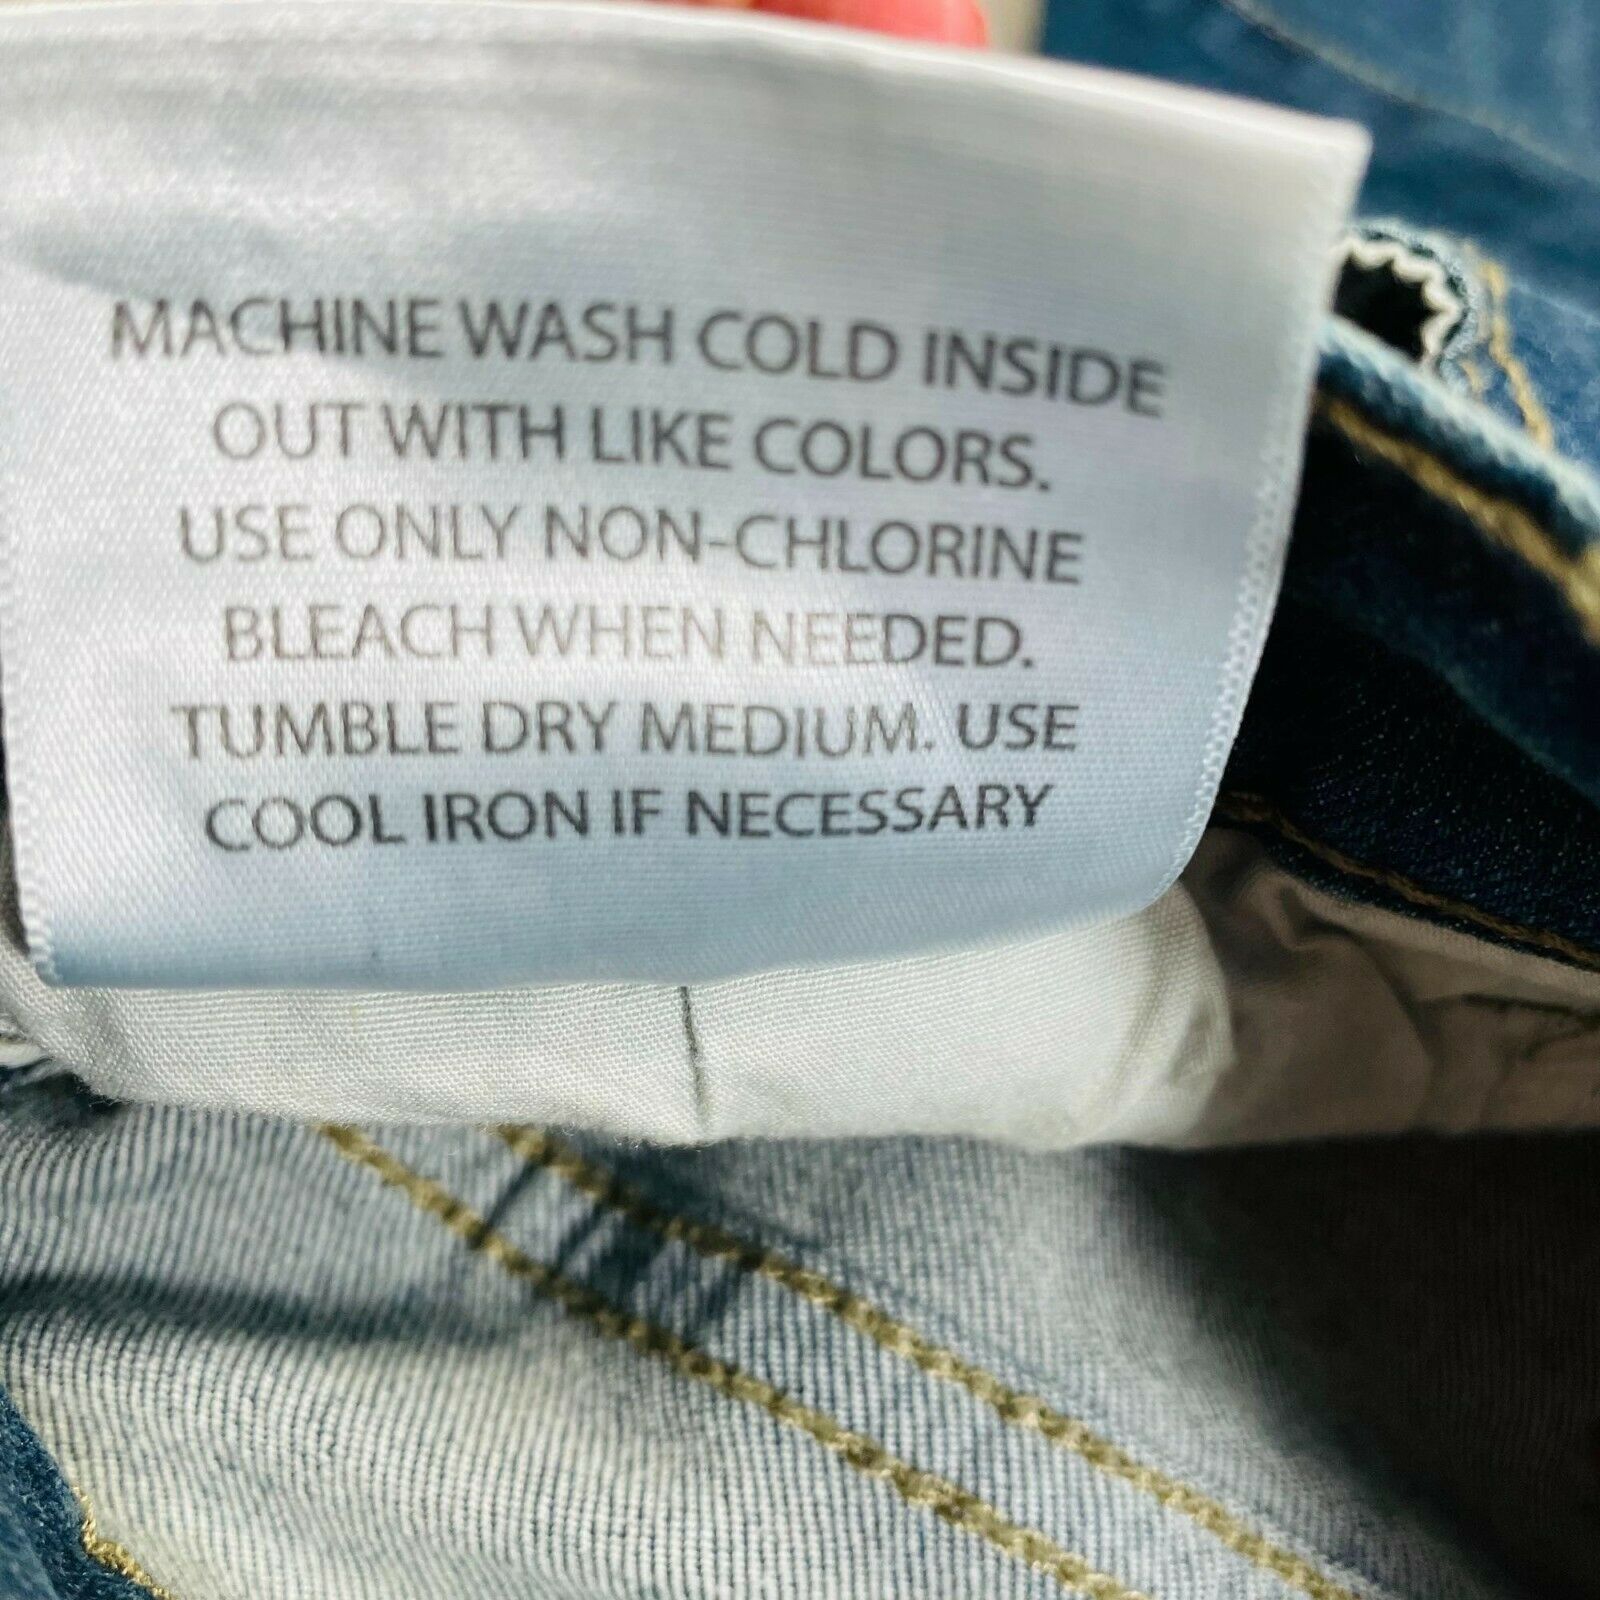 MACHINE WASH COLD INSIDE
OUT WITH LIKE COLORS.
USE ONLY NON-CHLORINE
BLEACH WHEN NEEDED.
TUMBLE DRY MEDIUM. USE
COOL IRON IF NECESSARY